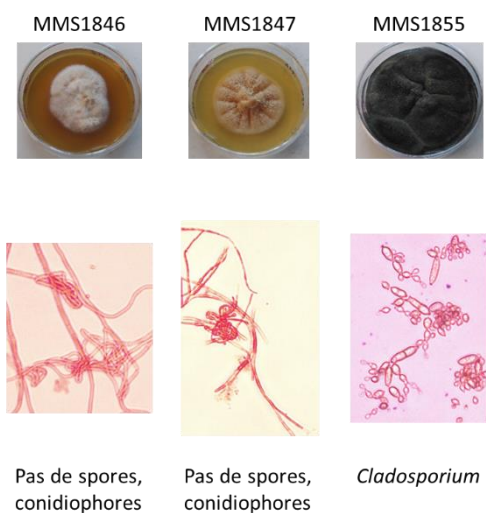 MMS1846 MMS1847 MMS1855
Pas de spores, conidiophores
Pas de spores, conidiophores
Cladosporium